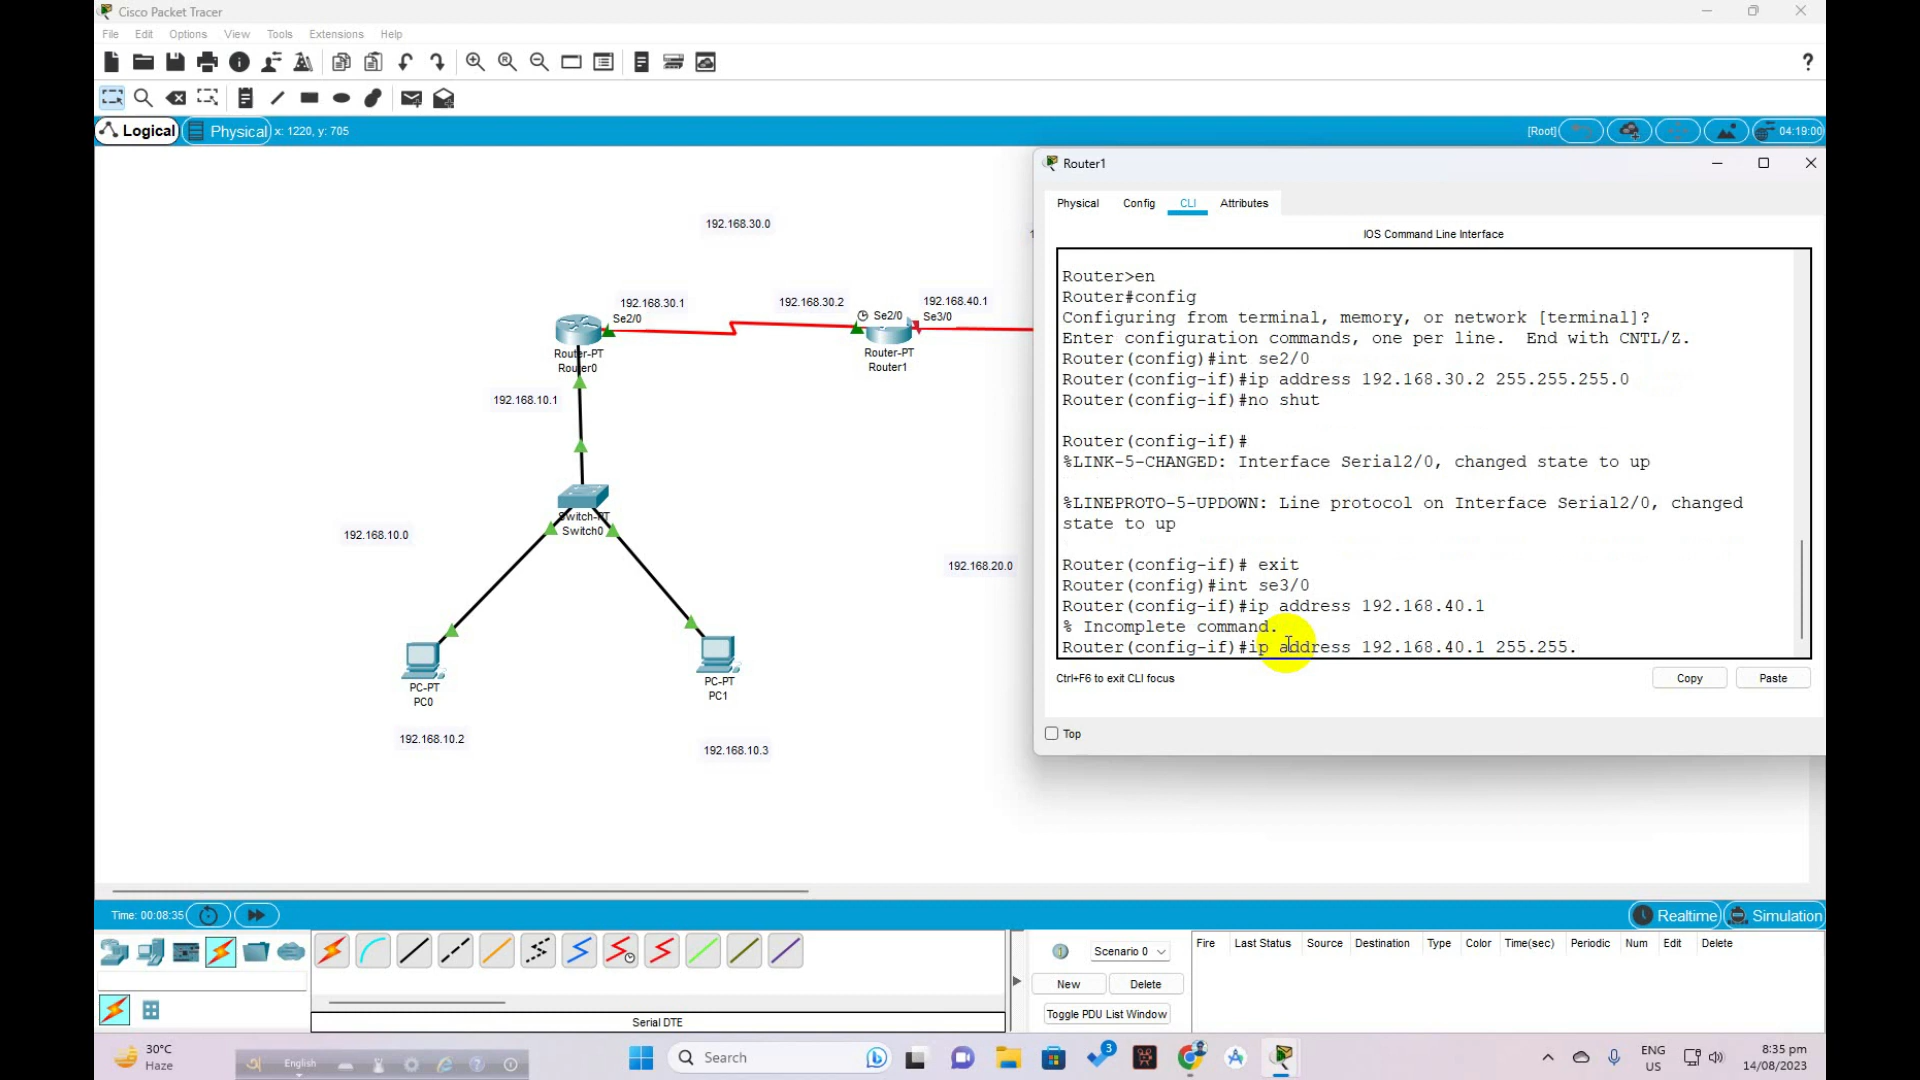 Cisco Packet Tracer
File Edit Options View Tools Extensions Help
Logical Physical x: 1220, y: 705 [Root] 04:19:00
192.168.30.0
192.168.30.1
Se2/0
192.168.30.2
Se2/0
192.168.40.1
Se3/0
Router-PT
Router0
Router-PT
Router1
192.168.10.1
Switch-PT
Switch0
192.168.10.0
192.168.20.0
PC-PT
PC0
PC-PT
PC1
192.168.10.2
192.168.10.3
Router1
Physical Config CLI Attributes
IOS Command Line Interface
Router>en
Router#config
Configuring from terminal, memory, or network [terminal]?
Enter configuration commands, one per line.  End with CNTL/Z.
Router(config)#int se2/0
Router(config-if)#ip address 192.168.30.2 255.255.255.0
Router(config-if)#no shut
Router(config-if)#
%LINK-5-CHANGED: Interface Serial2/0, changed state to up
%LINEPROTO-5-UPDOWN: Line protocol on Interface Serial2/0, changed
state to up
Router(config-if)# exit
Router(config)#int se3/0
Router(config-if)#ip address 192.168.40.1
% Incomplete command.
Router(config-if)#ip address 192.168.40.1 255.255.
Ctrl+F6 to exit CLI focus Copy Paste
Top
Time: 00:08:35 Realtime Simulation
Scenario 0
New Delete
Toggle PDU List Window
Fire Last Status Source Destination Type Color Time(sec) Periodic Num Edit Delete
Serial DTE
30°C
Haze
English
Search
3
ENG
US
8:35 pm
14/08/2023